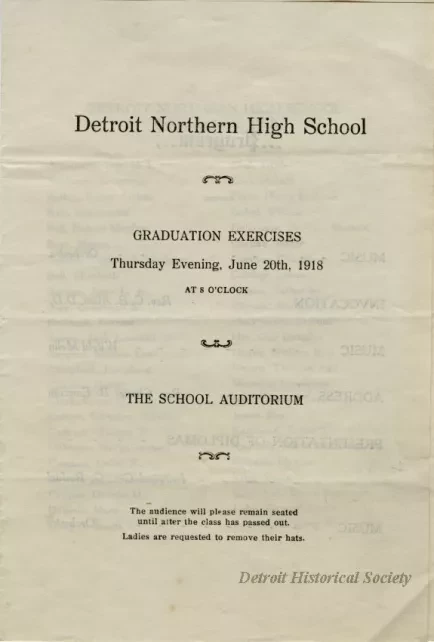 Detroit Northern High School
GRADUATION EXERCISES
Thursday Evening, June 20th, 1918
AT 8 O'CLOCK
THE SCHOOL AUDITORIUM
The audience will please remain seated
until after the class has passed out.
Ladies are requested to remove their hats.
Detroit Historical Society